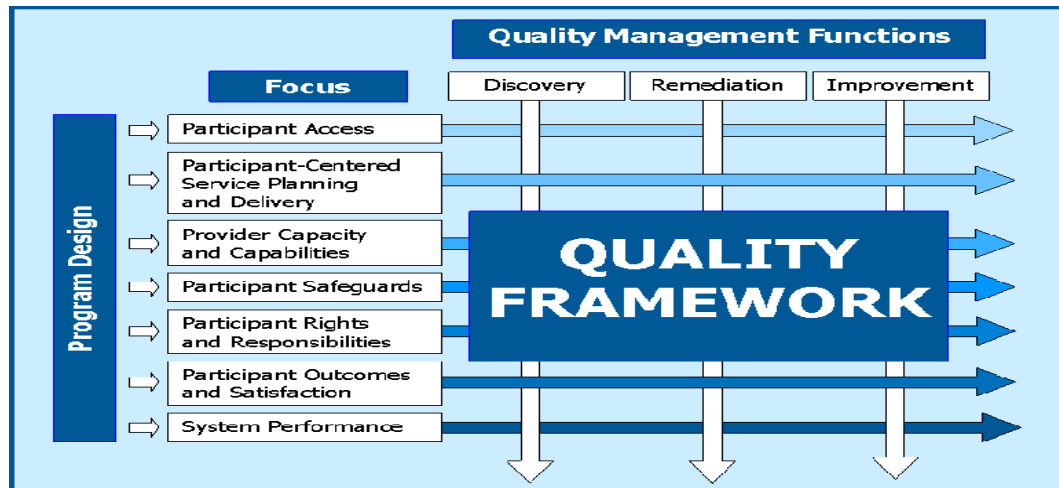 Quality Management Functions
Focus
Discovery
Remediation
Improvement
Program Design
Participant Access
Participant-Centered
Service Planning
and Delivery
Provider Capacity
and Capabilities
Participant Safeguards
Participant Rights
and Responsibilities
Participant Outcomes
and Satisfaction
System Performance
QUALITY
FRAMEWORK